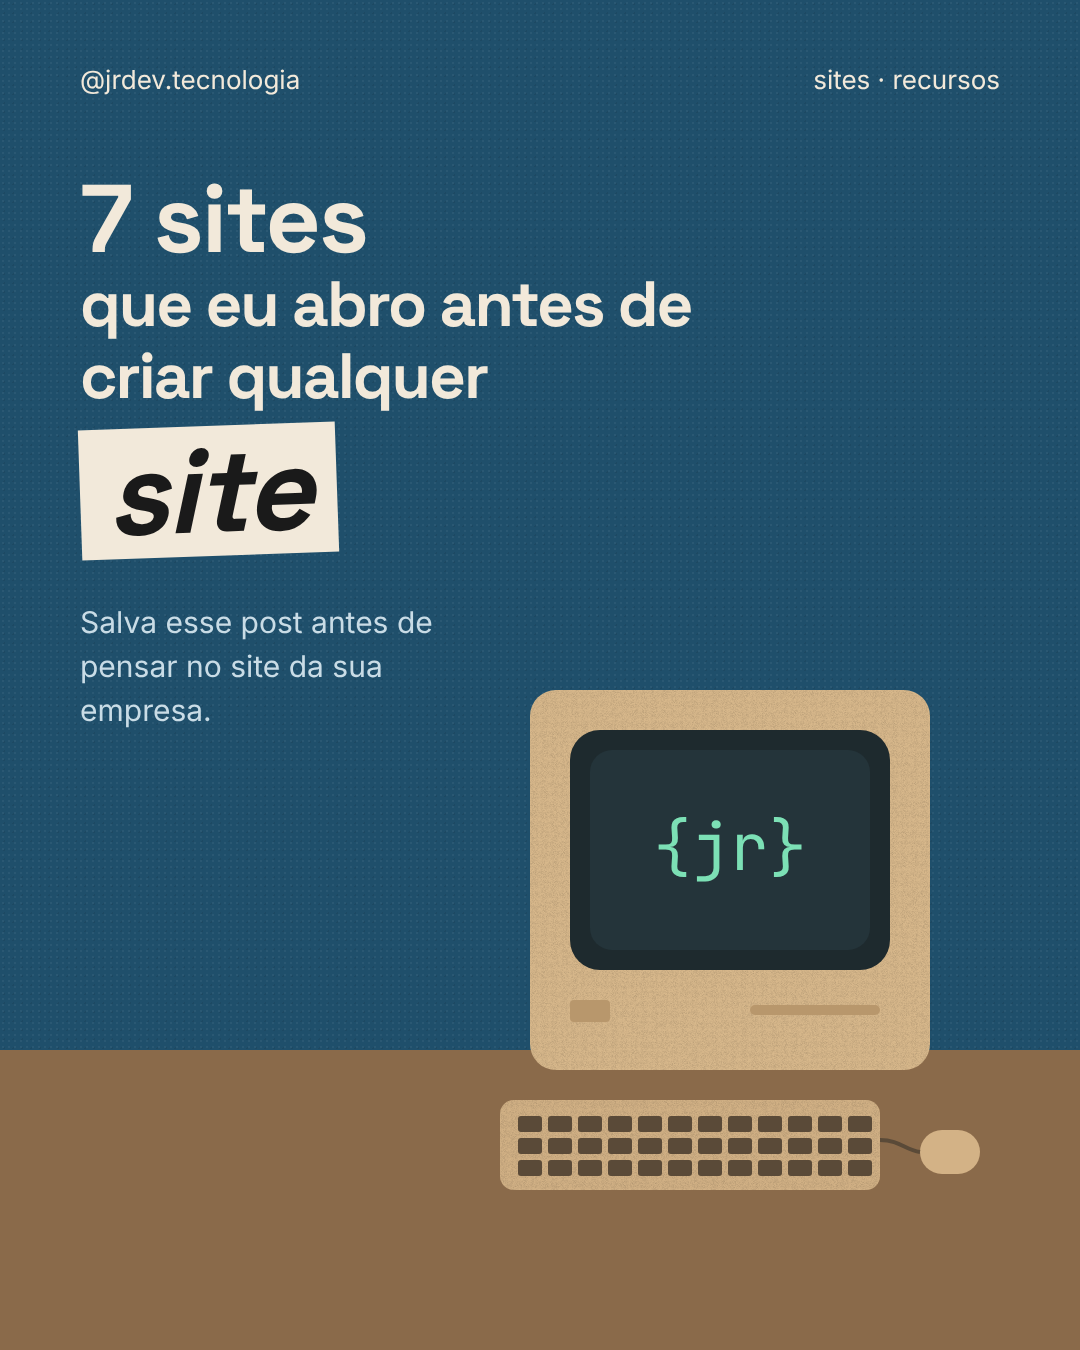 @jrdev.tecnologia
sites · recursos
7 sites
que eu abro antes de
criar qualquer
site
Salva esse post antes de
pensar no site da sua
empresa.
{jr}